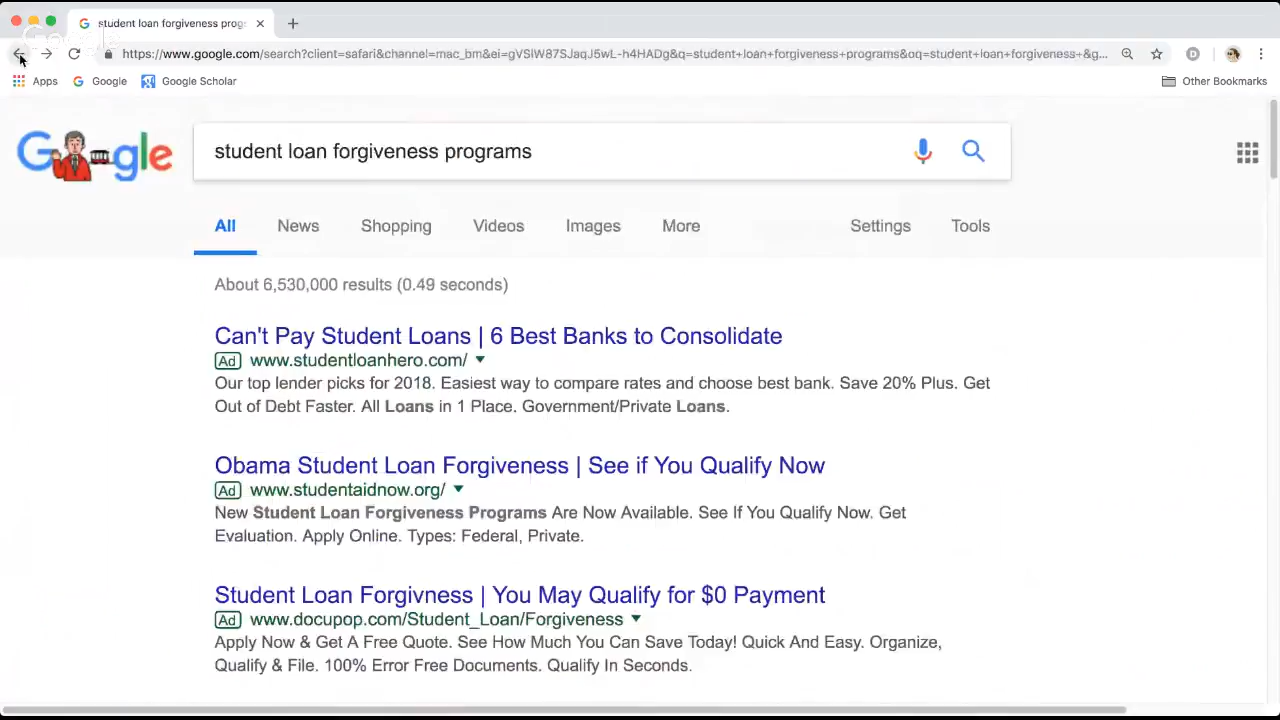 student loan forgiveness prog
https://www.google.com/search?client=safari&channel=mac_bm&ei=gVSlW87SJaqJ5wL-h4HADg&q=student+loan+forgiveness+programs&oq=student+loan+forgiveness+&g...
D
Apps Google Google Scholar Other Bookmarks
Google student loan forgiveness programs
All News Shopping Videos Images More Settings Tools
About 6,530,000 results (0.49 seconds)
Can't Pay Student Loans | 6 Best Banks to Consolidate
Ad www.studentloanhero.com/
Our top lender picks for 2018. Easiest way to compare rates and choose best bank. Save 20% Plus. Get
Out of Debt Faster. All Loans in 1 Place. Government/Private Loans.
Obama Student Loan Forgiveness | See if You Qualify Now
Ad www.studentaidnow.org/
New Student Loan Forgiveness Programs Are Now Available. See If You Qualify Now. Get
Evaluation. Apply Online. Types: Federal, Private.
Student Loan Forgivness | You May Qualify for $0 Payment
Ad www.docupop.com/Student_Loan/Forgiveness
Apply Now & Get A Free Quote. See How Much You Can Save Today! Quick And Easy. Organize,
Qualify & File. 100% Error Free Documents. Qualify In Seconds.